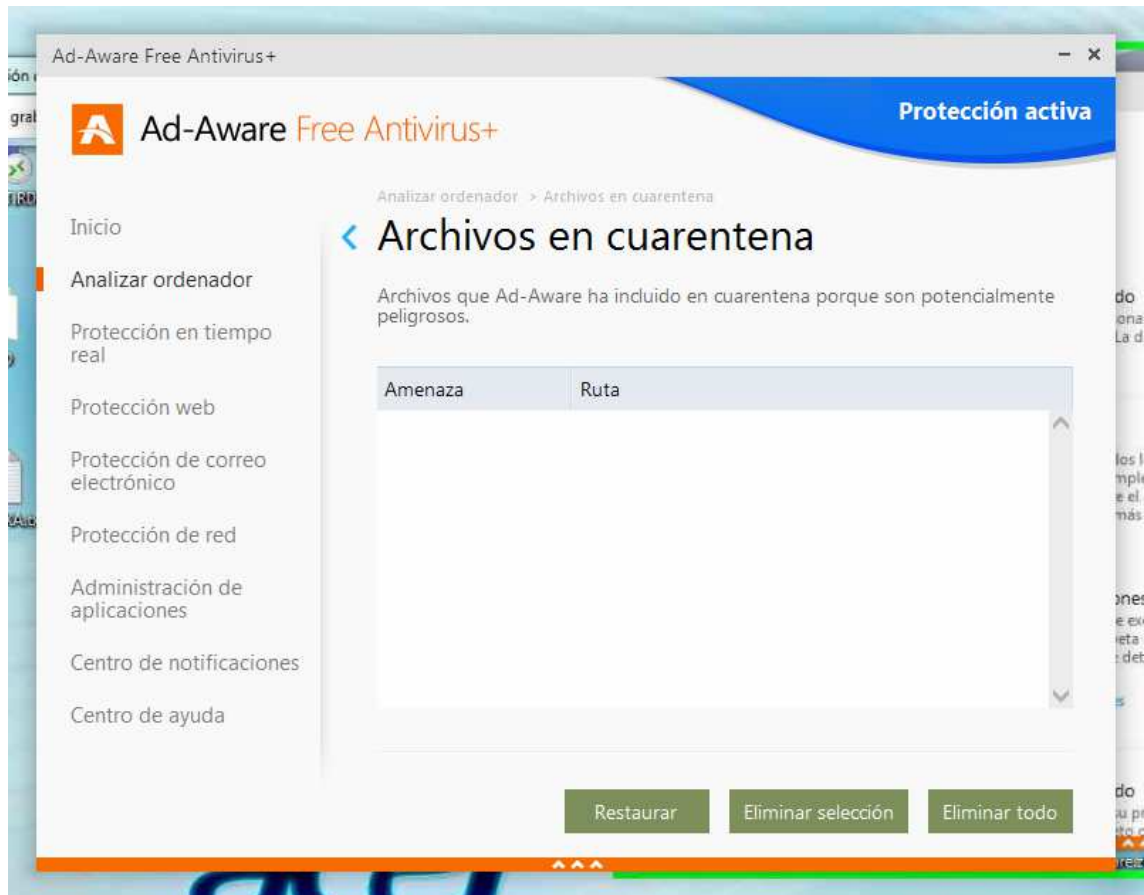 Ad-Aware Free Antivirus+
Ad-Aware Free Antivirus+
Protección activa
Inicio
Analizar ordenador
Protección en tiempo
real
Protección web
Protección de correo
electrónico
Protección de red
Administración de
aplicaciones
Centro de notificaciones
Centro de ayuda
Analizar ordenador > Archivos en cuarentena
Archivos en cuarentena
Archivos que Ad-Aware ha incluido en cuarentena porque son potencialmente
peligrosos.
Amenaza Ruta
Restaurar Eliminar selección Eliminar todo